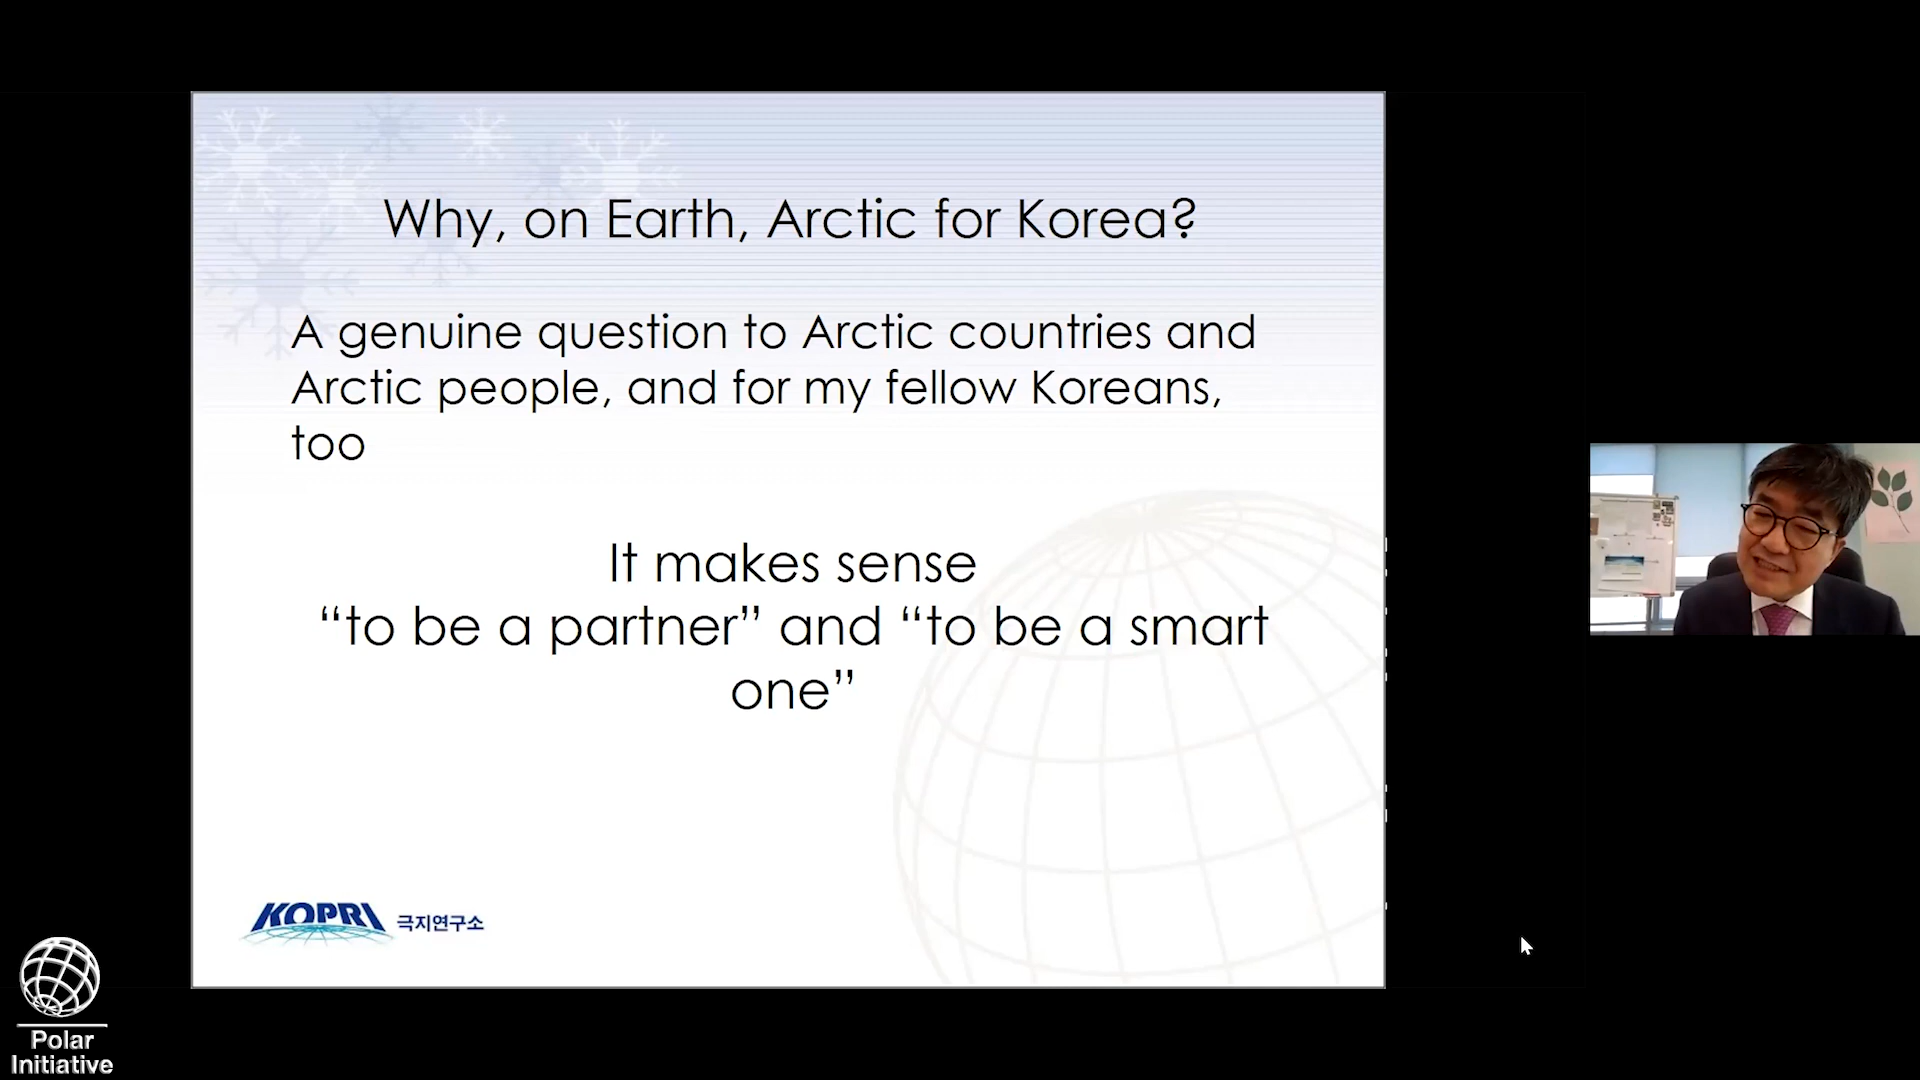 Why, on Earth, Arctic for Korea?
A genuine question to Arctic countries and
Arctic people, and for my fellow Koreans,
too
It makes sense
“to be a partner” and “to be a smart
one”
KOPRI 극지연구소
Polar
Initiative